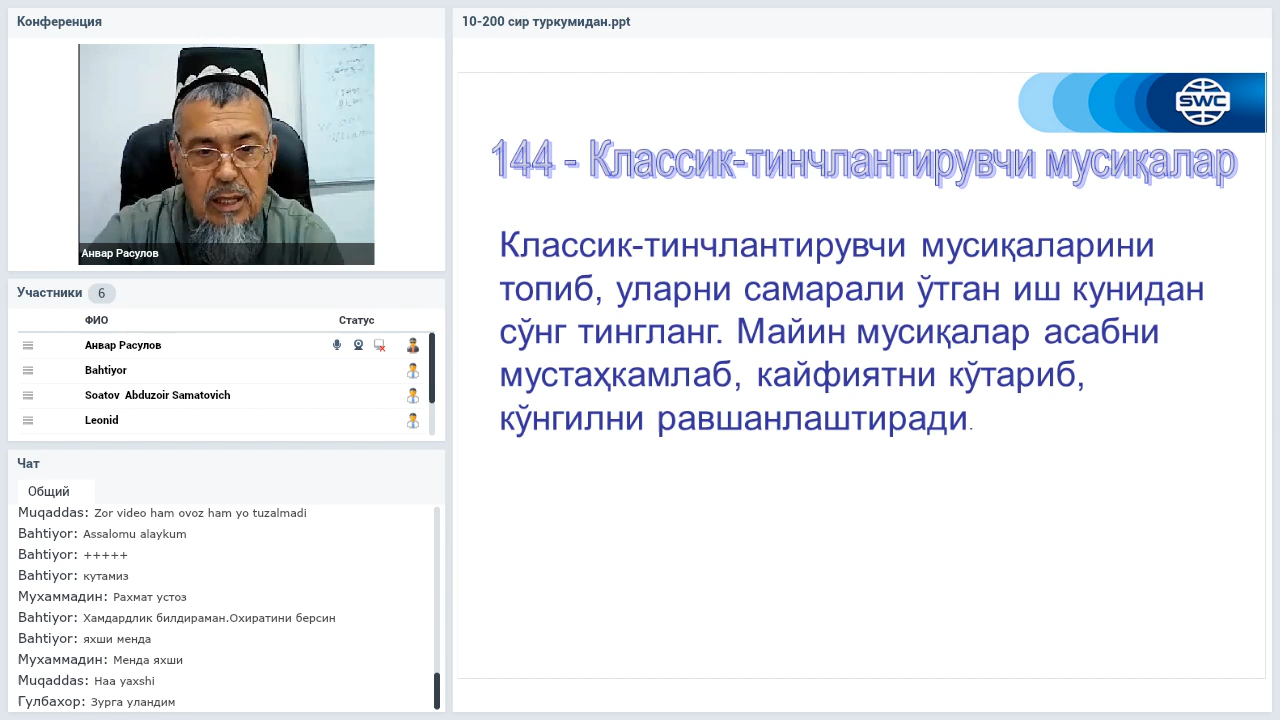 Конференция
Анвар Расулов
Участники 6
ФИО Статус
Анвар Расулов
Bahtiyor
Soatov Abduzoir Samatovich
Leonid
Чат
Общий
Muqaddas: Zor video ham ovoz ham yo tuzalmadi
Bahtiyor: Assalomu alaykum
Bahtiyor: +++++
Bahtiyor: кутамиз
Мухаммадин: Рахмат устоз
Bahtiyor: Хамдардлик билдираман.Охиратини берсин
Bahtiyor: яхши менда
Мухаммадин: Менда яхши
Muqaddas: Haa yaxshi
Гулбахор: Зурга уландим
10-200 сир туркумидан.ppt
SWC
144 - Классик-тинчлантирувчи мусиқалар
Классик-тинчлантирувчи мусиқаларини
топиб, уларни самарали ўтган иш кунидан
сўнг тингланг. Майин мусиқалар асабни
мустаҳкамлаб, кайфиятни кўтариб,
кўнгилни равшанлаштиради.